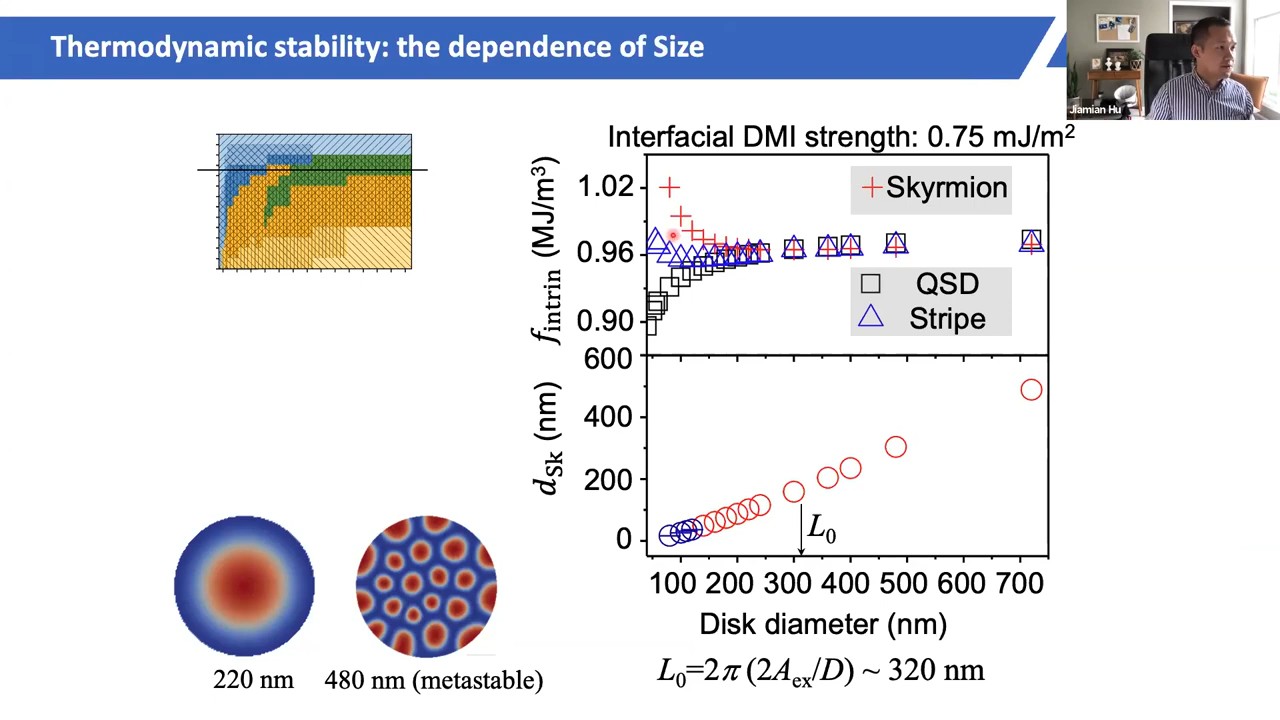 Thermodynamic stability: the dependence of Size
Jiamian Hu
Interfacial DMI strength: 0.75 mJ/m²
f_intrin (MJ/m³)
1.02
0.96
0.90
Skyrmion
QSD
Stripe
d_Sk (nm)
600
400
200
0
L₀
100 200 300 400 500 600 700
Disk diameter (nm)
L₀=2π (2A_ex/D) ~ 320 nm
220 nm
480 nm (metastable)